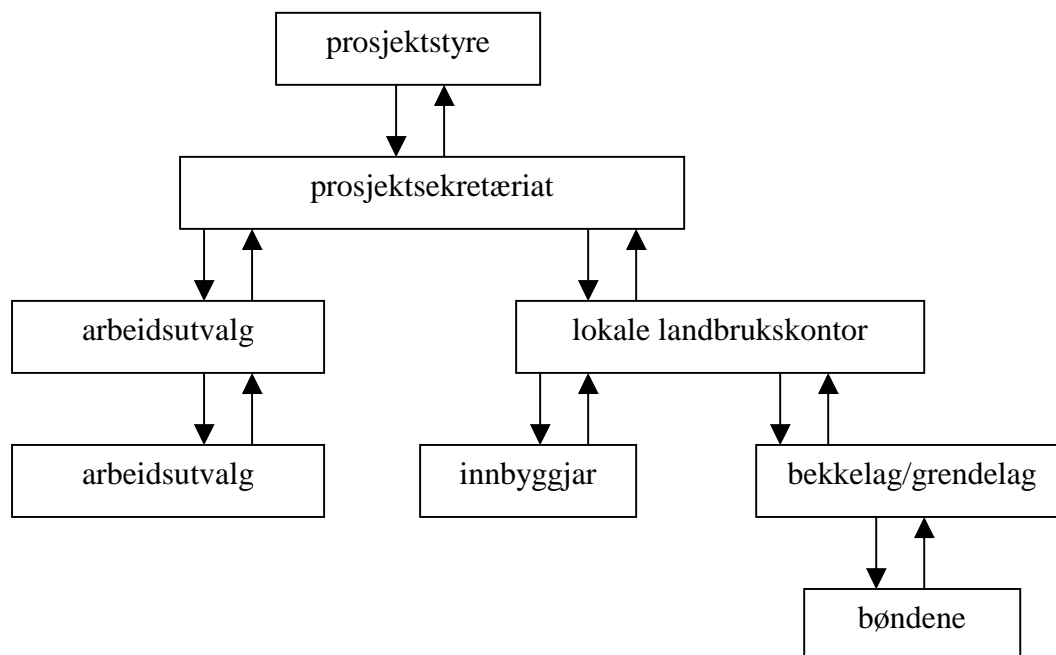 prosjektstyre
prosjektsekretæriat
arbeidsutvalg
lokale landbrukskontor
arbeidsutvalg
innbyggjar
bekkelag/grendelag
bøndene